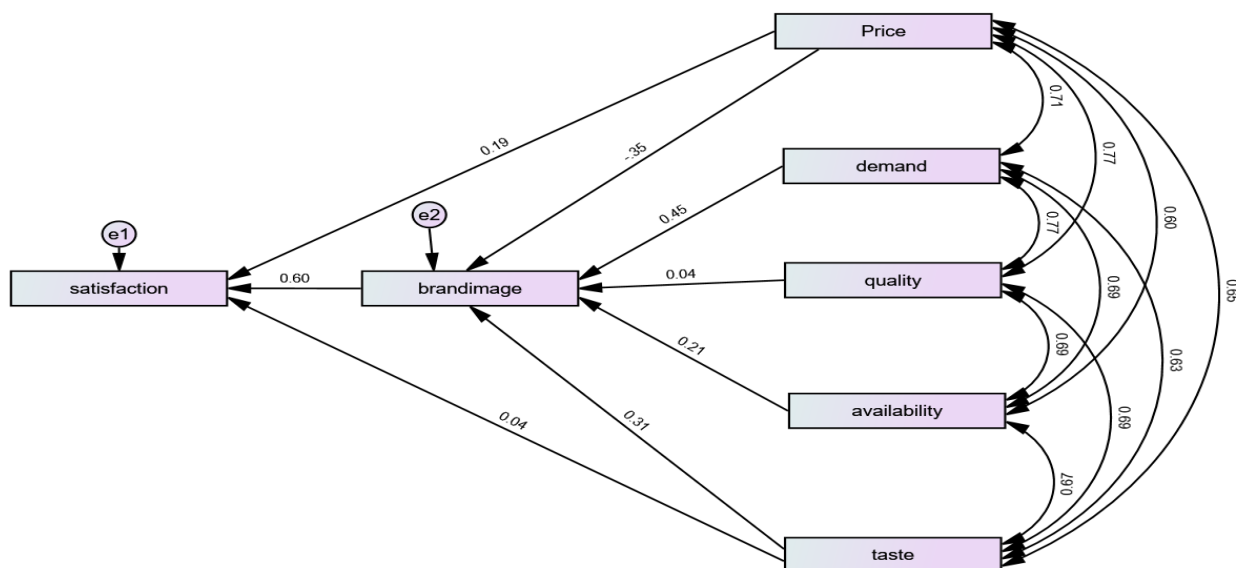 Price
0.19
-.35
0.71
0.77
demand
0.45
0.77
0.60
e1
e2
satisfaction
0.60
brandimage
0.04
quality
0.69
0.65
0.21
0.69
0.63
availability
0.04
0.31
0.69
0.67
taste